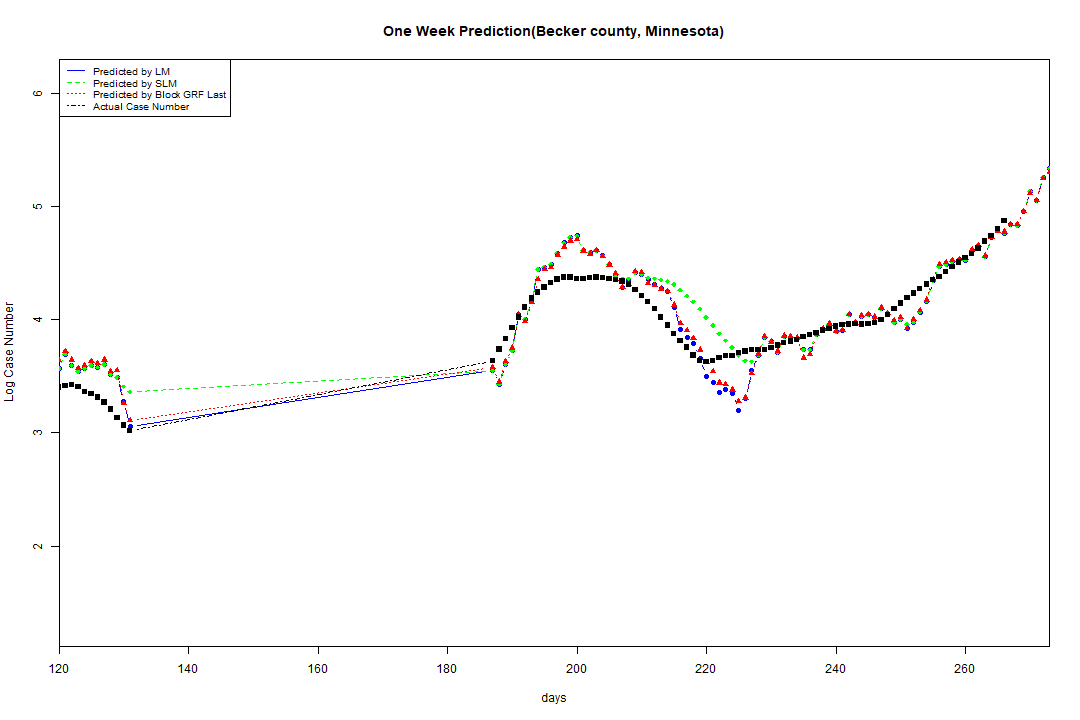 One Week Prediction(Becker county, Minnesota)
Predicted by LM
Predicted by SLM
Predicted by Block GRF Last
Actual Case Number
6
5
4
3
2
Log Case Number
120 140 160 180 200 220 240 260
days